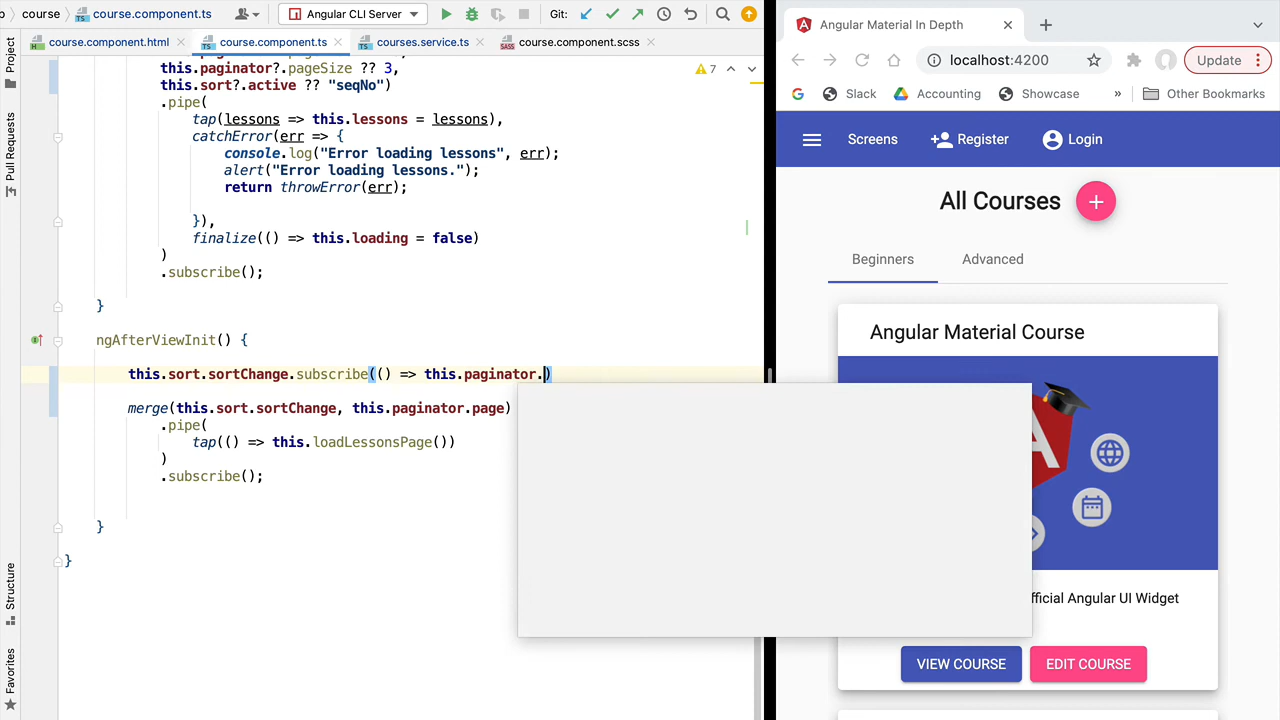 course
course.component.ts
Angular CLI Server
Git:
course.component.html
course.component.ts
courses.service.ts
course.component.scss
Project
Pull Requests
Structure
Favorites
7
this.paginator?.pageSize ?? 3,
this.sort?.active ?? "seqNo")
.pipe(
tap(lessons => this.lessons = lessons),
catchError(err => {
console.log("Error loading lessons", err);
alert("Error loading lessons.");
return throwError(err);
}),
finalize(() => this.loading = false)
)
.subscribe();
}
ngAfterViewInit() {
this.sort.sortChange.subscribe(() => this.paginator.)
merge(this.sort.sortChange, this.paginator.page)
.pipe(
tap(() => this.loadLessonsPage())
)
.subscribe();
}
}
Angular Material In Depth
localhost:4200
Update
G
Slack
Accounting
Showcase
»
Other Bookmarks
Screens
Register
Login
All Courses
+
Beginners
Advanced
Angular Material Course
fficial Angular UI Widget
VIEW COURSE
EDIT COURSE